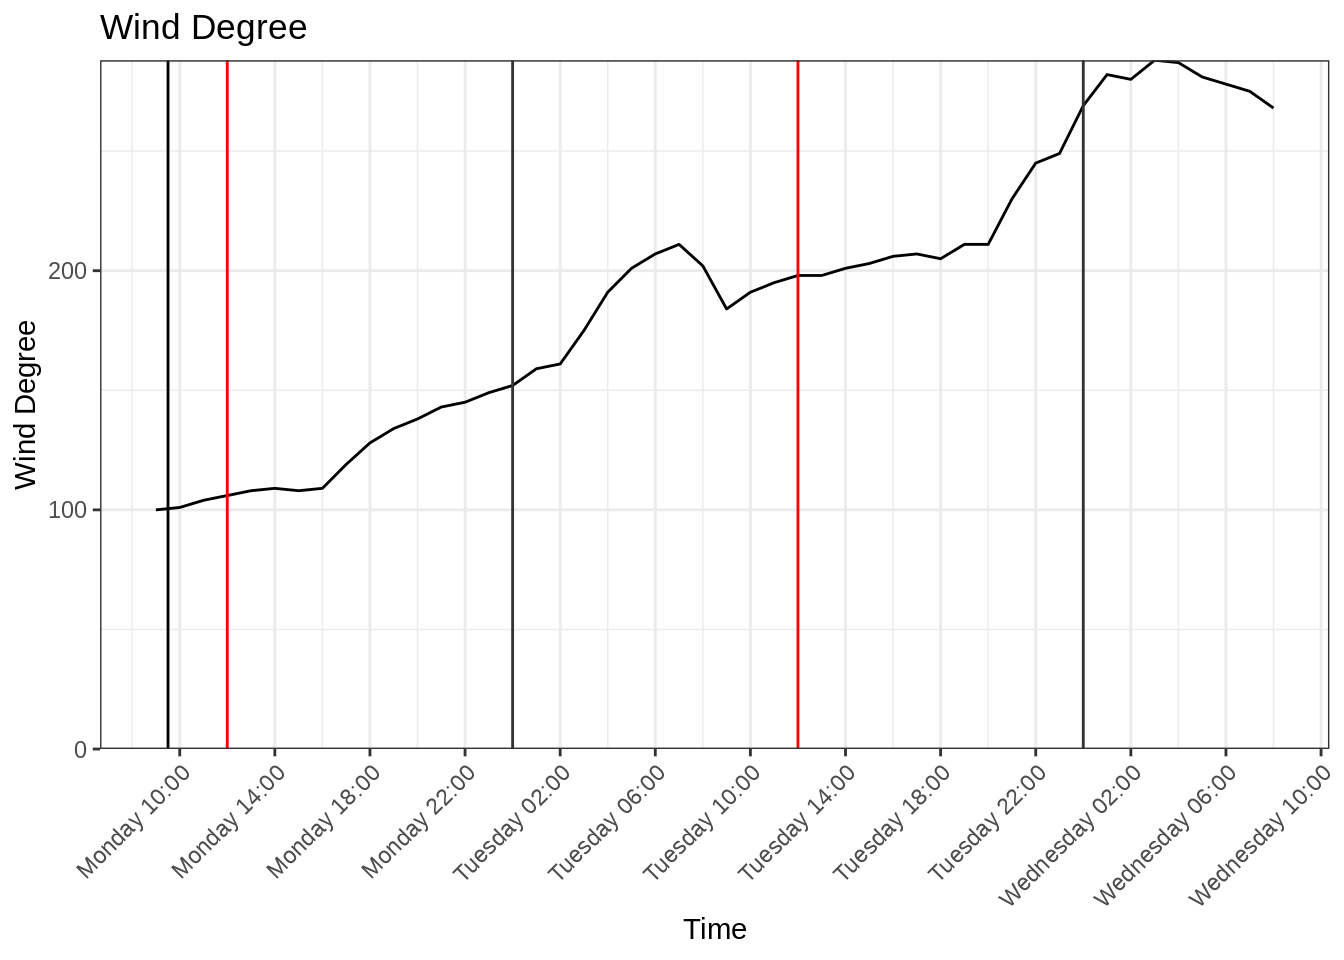 Wind Degree
Wind Degree
200
100
0
Monday 10:00
Monday 14:00
Monday 18:00
Monday 22:00
Tuesday 02:00
Tuesday 06:00
Tuesday 10:00
Tuesday 14:00
Tuesday 18:00
Tuesday 22:00
Wednesday 02:00
Wednesday 06:00
Wednesday 10:00
Time